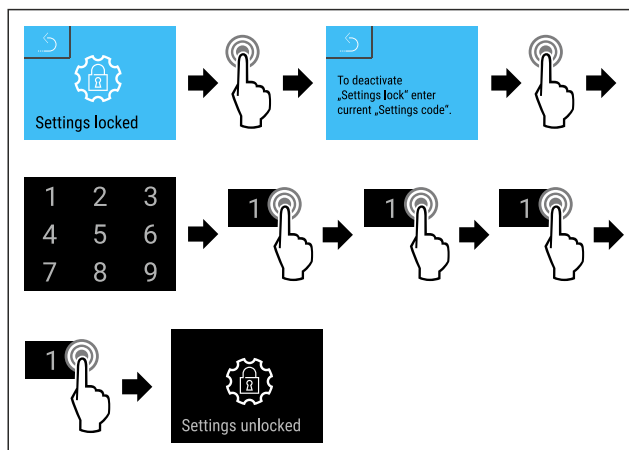 Settings locked
To deactivate
„Settings lock“ enter
current „Settings code“.
1 2 3
4 5 6
7 8 9
1
1
1
1
Settings unlocked